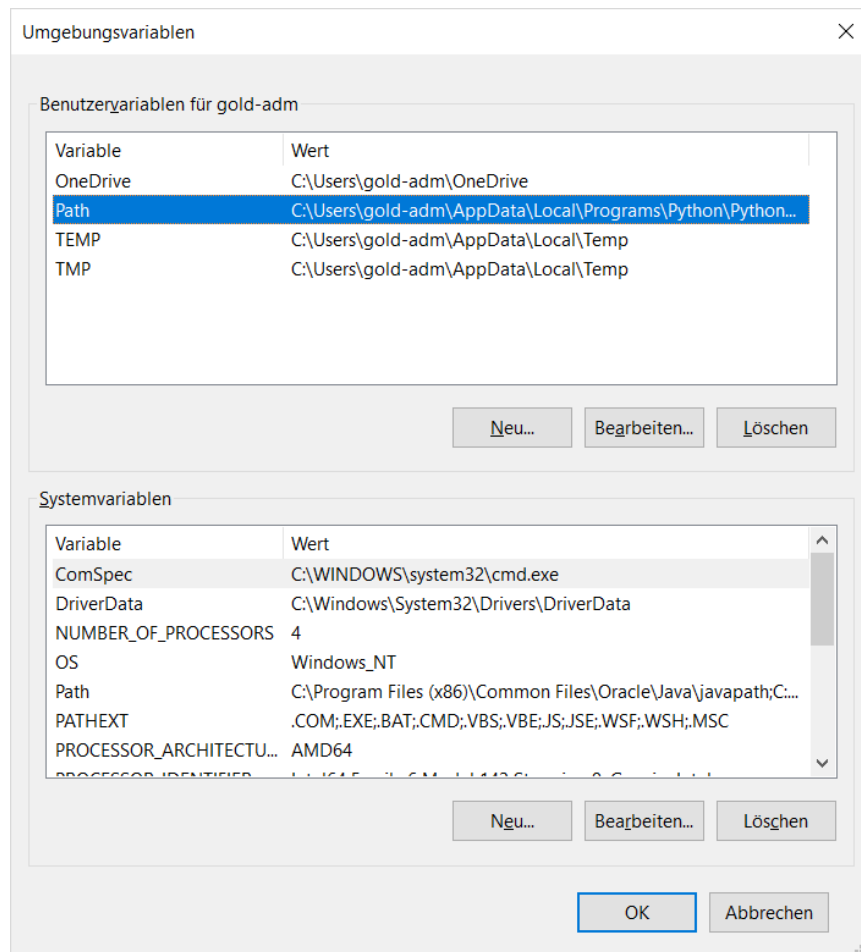 Umgebungsvariablen
Benutzervariablen für gold-adm
Variable Wert
OneDrive C:\Users\gold-adm\OneDrive
Path C:\Users\gold-adm\AppData\Local\Programs\Python\Python...
TEMP C:\Users\gold-adm\AppData\Local\Temp
TMP C:\Users\gold-adm\AppData\Local\Temp
Neu... Bearbeiten... Löschen
Systemvariablen
Variable Wert
ComSpec C:\WINDOWS\system32\cmd.exe
DriverData C:\Windows\System32\Drivers\DriverData
NUMBER_OF_PROCESSORS 4
OS Windows_NT
Path C:\Program Files (x86)\Common Files\Oracle\Java\javapath;C:...
PATHEXT .COM;.EXE;.BAT;.CMD;.VBS;.VBE;.JS;.JSE;.WSF;.WSH;.MSC
PROCESSOR_ARCHITECTU... AMD64
Neu... Bearbeiten... Löschen
OK Abbrechen